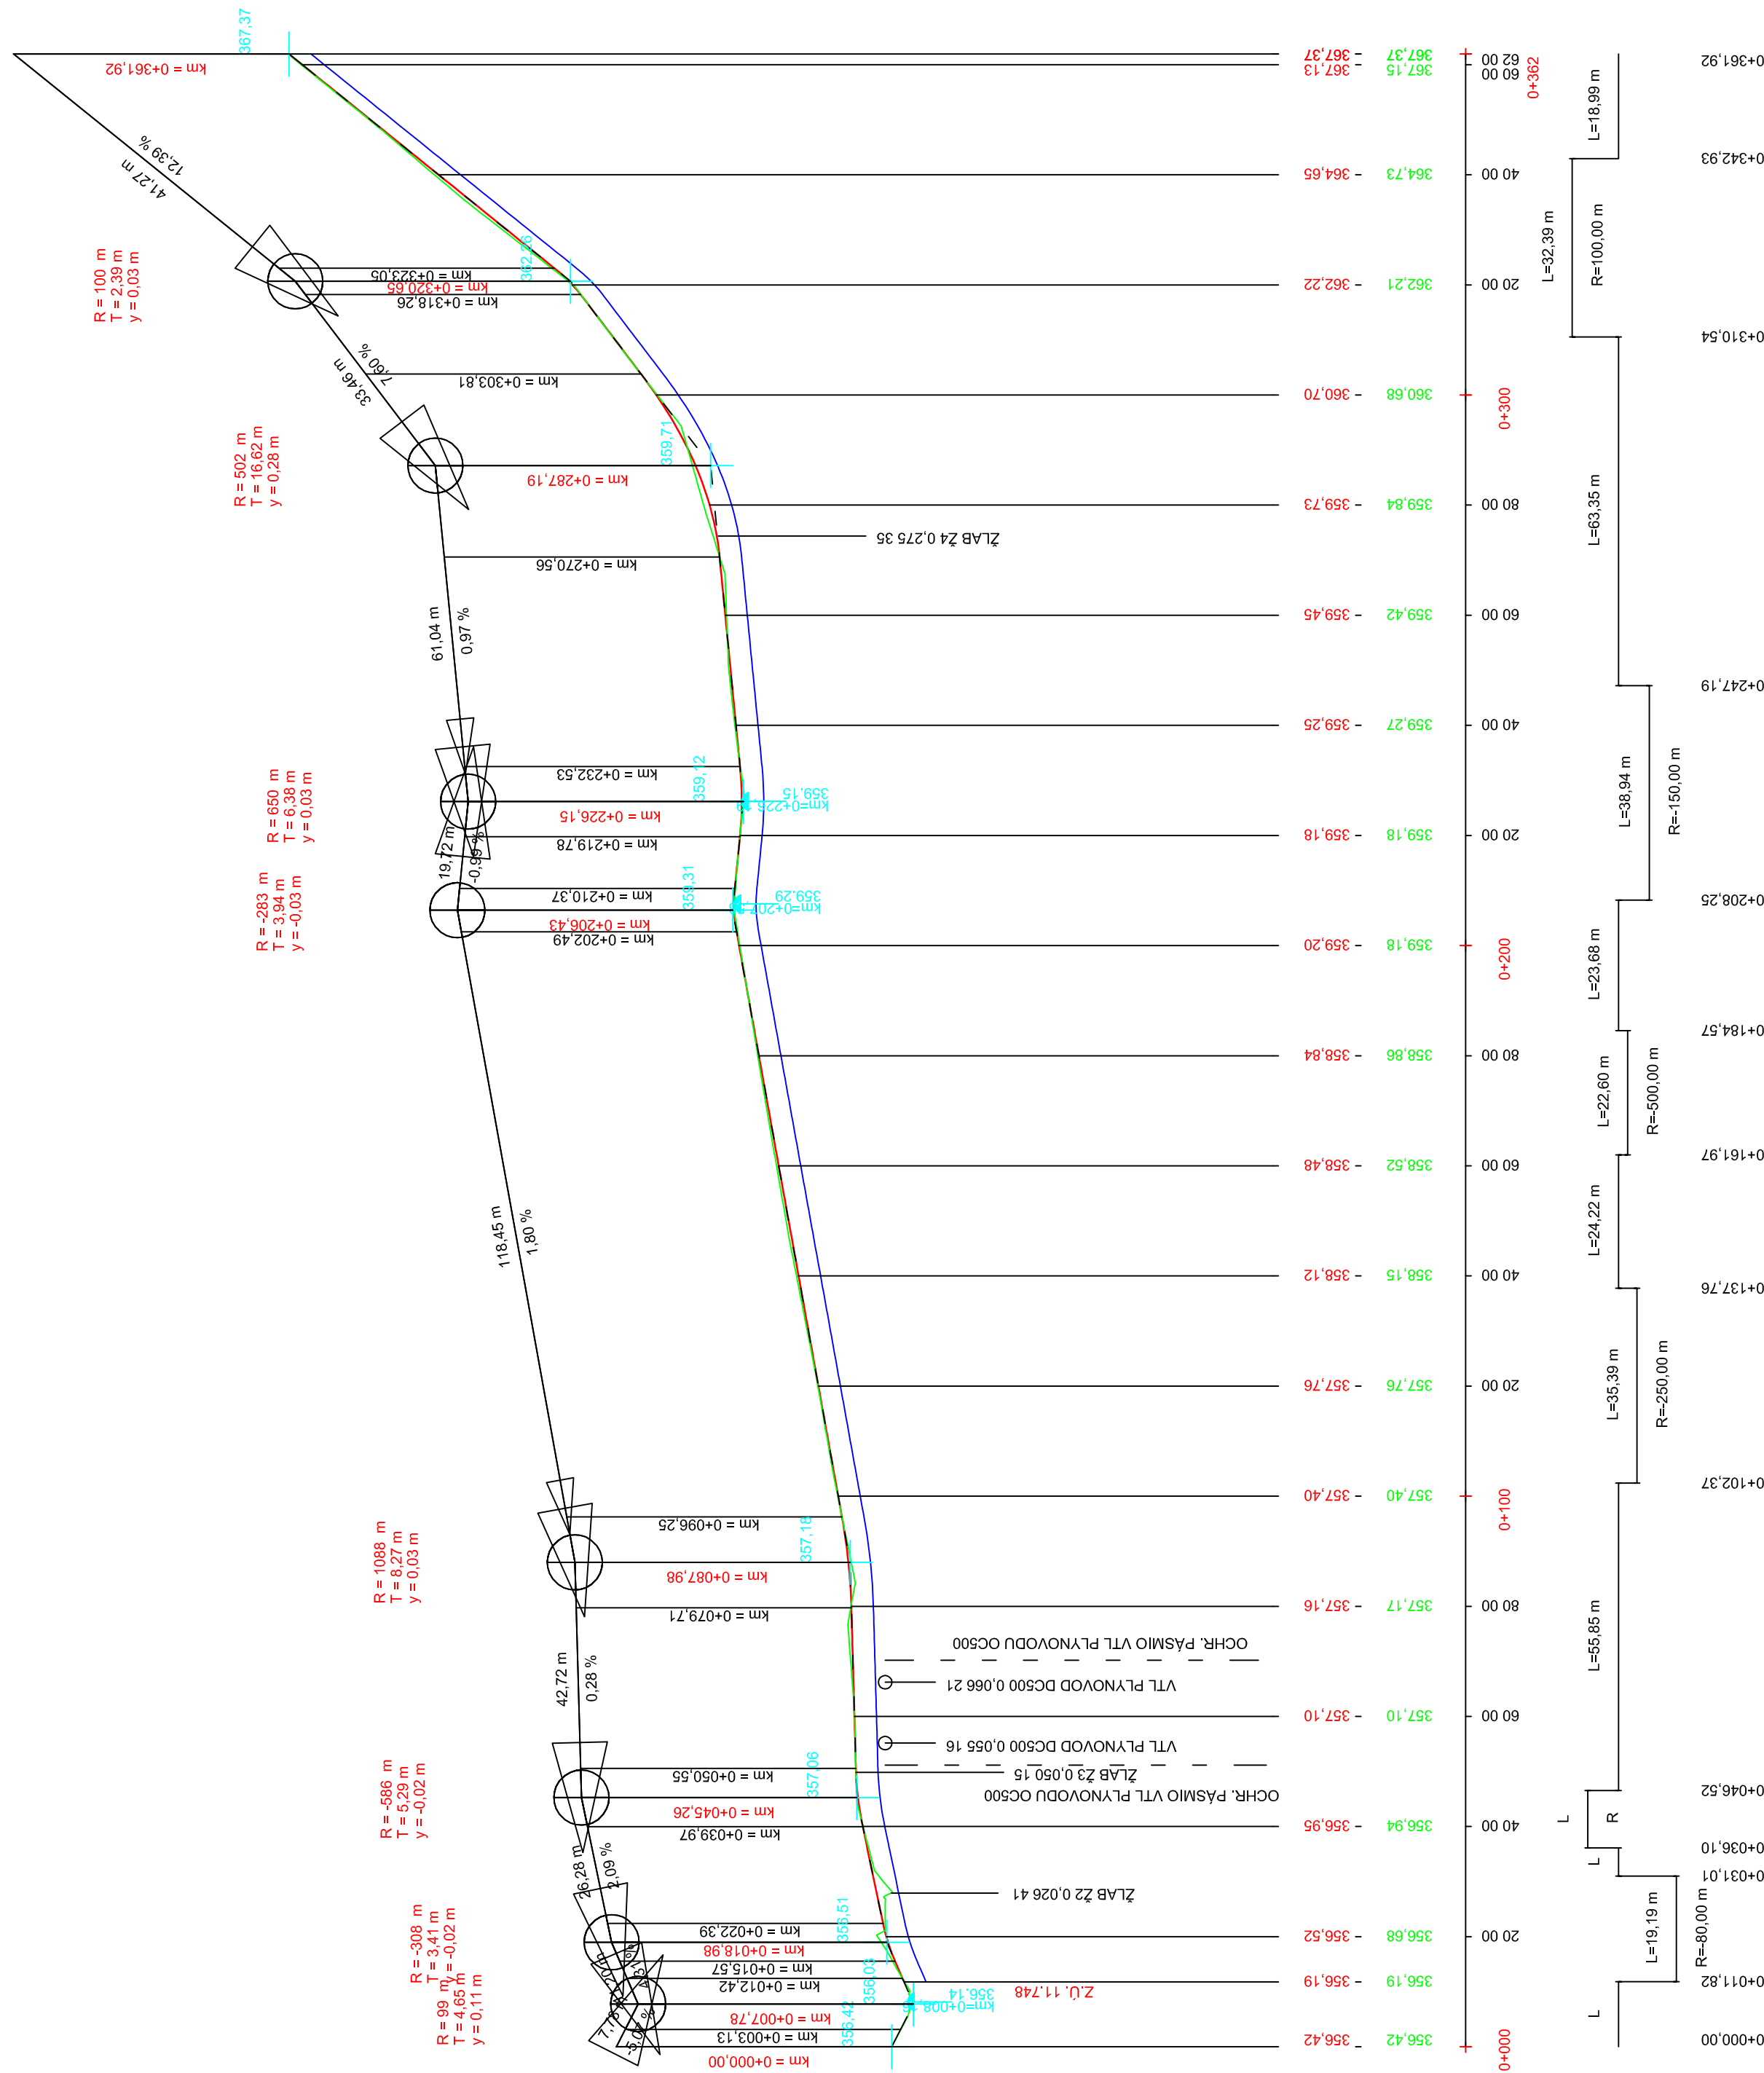 367,37
km = 0+361,92
12,39 %
41,27 m
R = 100 m
T = 2,39 m
y = 0,03 m
km = 0+323,05
km = 0+320,65
km = 0+318,26
362,26
7,60 %
33,46 m
km = 0+303,81
R = 502 m
T = 16,62 m
y = 0,28 m
359,71
km = 0+287,19
ŽLAB Ž4 0,275 35
km = 0+270,56
61,04 m
0,97 %
R = 650 m
T = 6,38 m
y = 0,03 m
km = 0+232,53
359,12
359.15
km = 0+226,15
km = 0+219,78
19,72 m
-0,99 %
R = -283 m
T = 3,94 m
y = -0,03 m
km = 0+210,37
359,31
359.29
km = 0+206,43
km = 0+202,49
118,45 m
1,80 %
R = 1088 m
T = 8,27 m
y = 0,03 m
km = 0+096,25
357,18
km = 0+087,98
km = 0+079,71
42,72 m
0,28 %
OCHR. PÁSMIO VTL PLYNOVODU OC500
VTL PLYNOVOD DC500 0,066 21
VTL PLYNOVOD DC500 0,055 16
ŽLAB Ž3 0,050 15
OCHR. PÁSMIO VTL PLYNOVODU OC500
R = -586 m
T = 5,29 m
y = -0,02 m
km = 0+050,55
357,06
km = 0+045,26
km = 0+039,97
26,28 m
2,09 %
ŽLAB Ž2 0,026 41
R = -308 m
T = 3,41 m
y = -0,02 m
km = 0+022,39
356,51
km = 0+018,98
km = 0+015,57
km = 0+012,42
356,03
356.14
Z.Ú. 11.748
R = 99 m
T = 4,65 m
y = 0,11 m
-5,07 %
km = 0+007,78
km = 0+003,13
356,42
km = 0+000,00
367,37 367,37 62 00
367,13 367,15 60 00
0+362
364,65 364,73 40 00
362,22 362,21 20 00
360,70 360,68 0+300
359,73 359,84 80 00
359,45 359,42 60 00
359,25 359,27 40 00
359,18 359,18 20 00
359,20 359,18 0+200
358,84 358,86 80 00
358,48 358,52 60 00
358,12 358,15 40 00
357,76 357,76 20 00
357,40 357,40 0+100
357,16 357,17 80 00
357,10 357,10 60 00
356,95 356,94 40 00
356,52 356,68 20 00
356,19 356,19
356,42 356,42 0+000
0+361,92
L=18,99 m
0+342,93
L=32,39 m
R=100,00 m
0+310,54
L=63,35 m
0+247,19
L=38,94 m
R=-150,00 m
0+208,25
L=23,68 m
0+184,57
L=22,60 m
R=-500,00 m
0+161,97
L=24,22 m
0+137,76
L=35,39 m
R=-250,00 m
0+102,37
L=55,85 m
0+046,52
L
R
0+036,10
L
0+031,01
L=19,19 m
R=-80,00 m
0+011,82
L
0+000,00